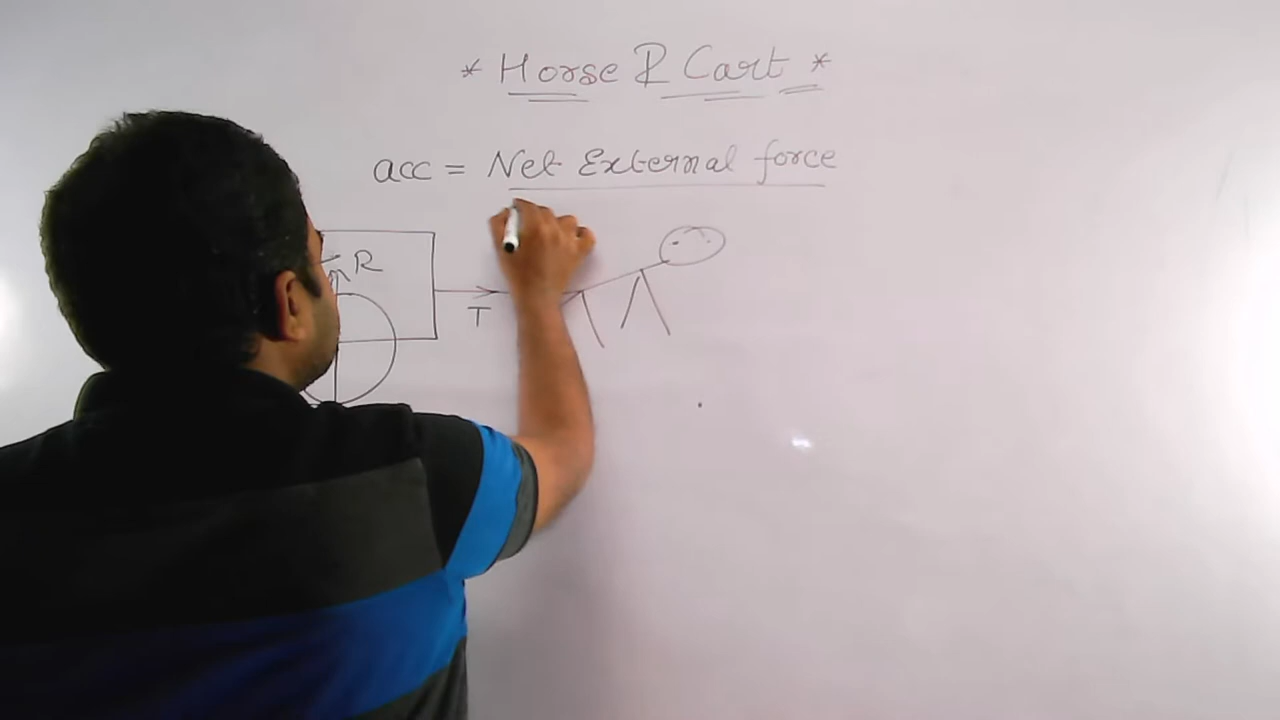 * Horse & Cart *
acc = Net External force
R
T